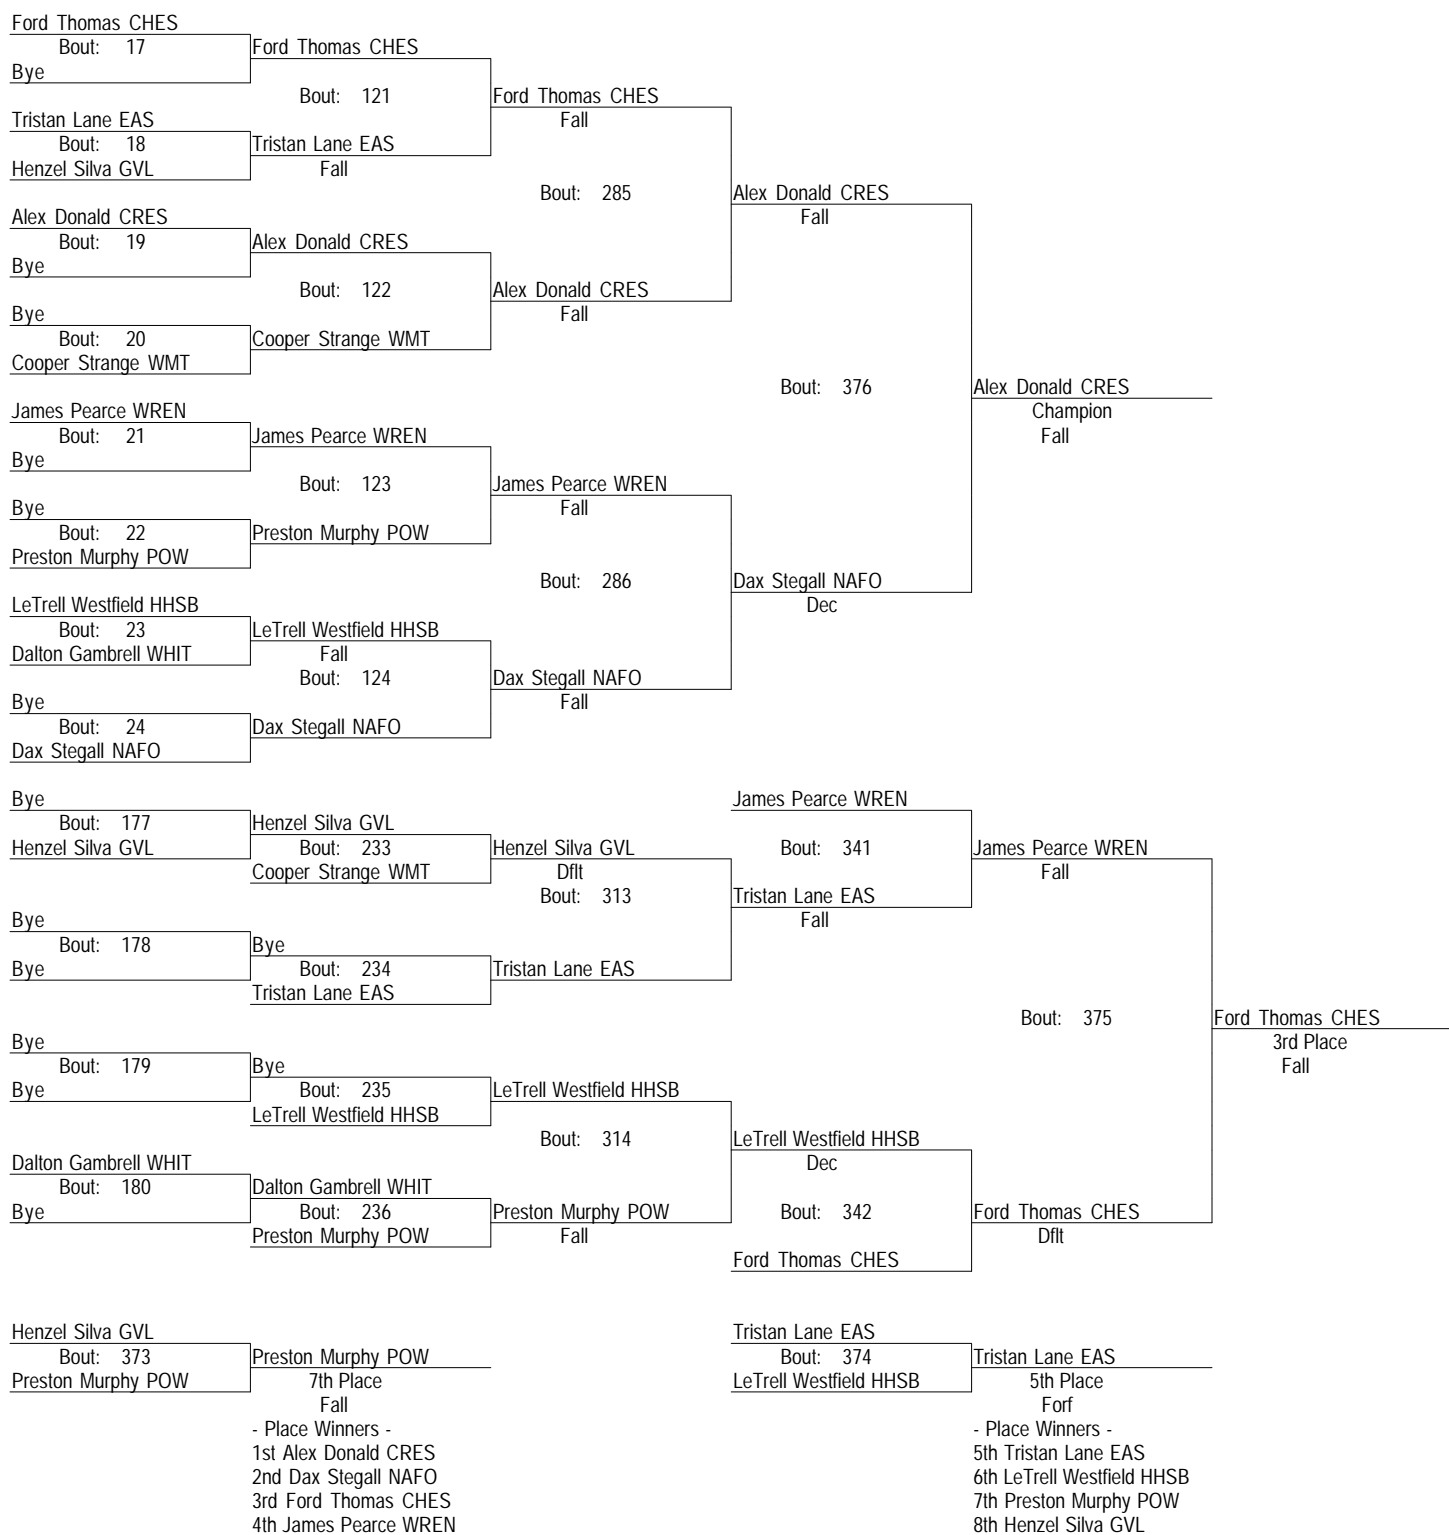 Ford Thomas CHES
Bout: 17 Ford Thomas CHES
Bye
Bout: 121 Ford Thomas CHES
Tristan Lane EAS Fall
Bout: 18 Tristan Lane EAS
Henzel Silva GVL Fall
Bout: 285 Alex Donald CRES
Alex Donald CRES Fall
Bout: 19 Alex Donald CRES
Bye
Bout: 122 Alex Donald CRES
Bye Fall
Bout: 20 Cooper Strange WMT
Cooper Strange WMT
Bout: 376 Alex Donald CRES
James Pearce WREN Champion
Bout: 21 James Pearce WREN Fall
Bye
Bout: 123 James Pearce WREN
Bye Fall
Bout: 22 Preston Murphy POW
Preston Murphy POW
Bout: 286 Dax Stegall NAFO
LeTrell Westfield HHSB Dec
Bout: 23 LeTrell Westfield HHSB
Dalton Gambrell WHIT Fall
Bout: 124 Dax Stegall NAFO
Bye Fall
Bout: 24 Dax Stegall NAFO
Dax Stegall NAFO
Bye James Pearce WREN
Bout: 177 Henzel Silva GVL
Henzel Silva GVL Bout: 233 Henzel Silva GVL Bout: 341 James Pearce WREN
Cooper Strange WMT Dflt Fall
Bout: 313 Tristan Lane EAS
Bye Fall
Bout: 178 Bye
Bye Bout: 234 Tristan Lane EAS
Tristan Lane EAS
Bout: 375 Ford Thomas CHES
Bye 3rd Place
Bout: 179 Bye Fall
Bye Bout: 235 LeTrell Westfield HHSB
LeTrell Westfield HHSB
Bout: 314 LeTrell Westfield HHSB
Dalton Gambrell WHIT Dec
Bout: 180 Dalton Gambrell WHIT
Bye Bout: 236 Preston Murphy POW Bout: 342 Ford Thomas CHES
Preston Murphy POW Fall Dflt
Ford Thomas CHES
Henzel Silva GVL Tristan Lane EAS
Bout: 373 Preston Murphy POW Bout: 374 Tristan Lane EAS
Preston Murphy POW 7th Place LeTrell Westfield HHSB 5th Place
Fall Forf
- Place Winners - - Place Winners -
1st Alex Donald CRES 5th Tristan Lane EAS
2nd Dax Stegall NAFO 6th LeTrell Westfield HHSB
3rd Ford Thomas CHES 7th Preston Murphy POW
4th James Pearce WREN 8th Henzel Silva GVL